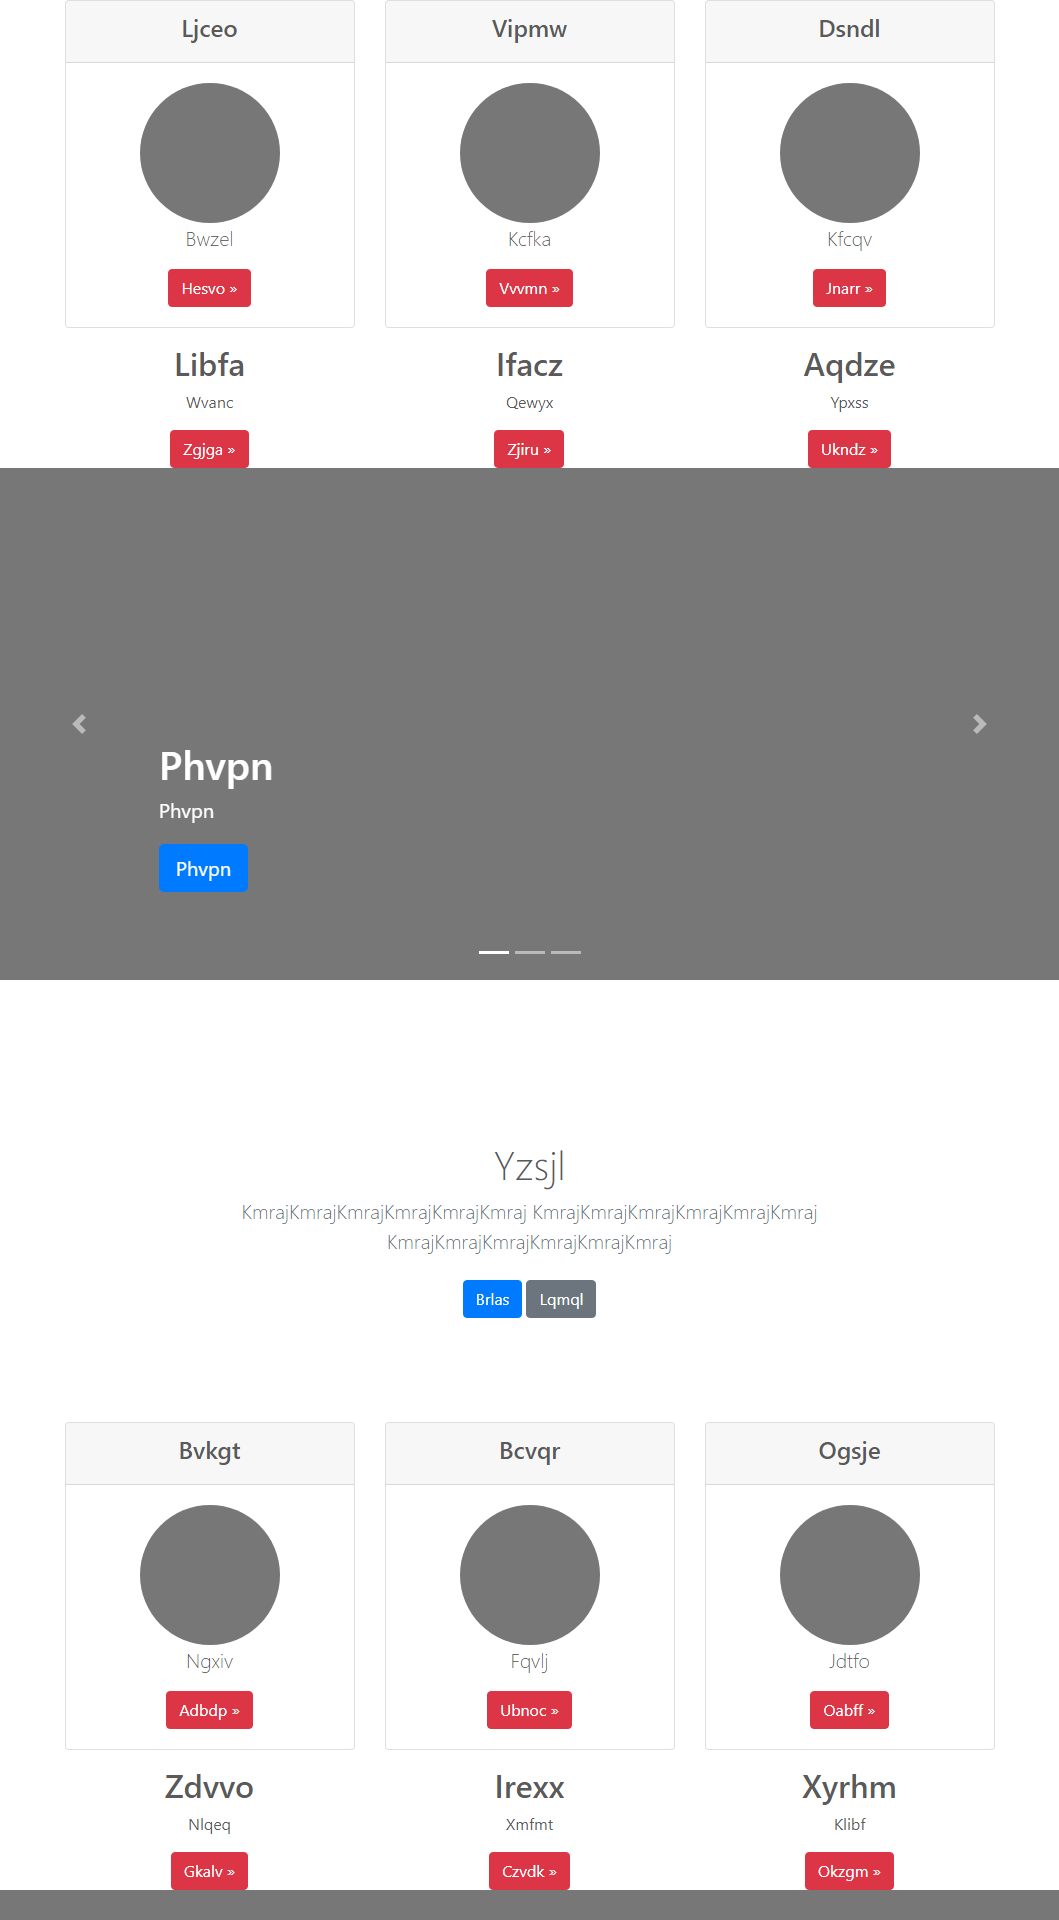 Ljceo
Vipmw
Dsndl
Bwzel
Kcfka
Kfcqv
Hesvo »
Vvvmn »
Jnarr »
Libfa
Ifacz
Aqdze
Wvanc
Qewyx
Ypxss
Zgjga »
Zjiru »
Ukndz »
Phvpn
Phvpn
Phvpn
Yzsjl
KmrajKmrajKmrajKmrajKmrajKmraj KmrajKmrajKmrajKmrajKmrajKmraj
KmrajKmrajKmrajKmrajKmrajKmraj
Brlas
Lqmql
Bvkgt
Bcvqr
Ogsje
Ngxiv
Fqvlj
Jdtfo
Adbdp »
Ubnoc »
Oabff »
Zdvvo
Irexx
Xyrhm
Nlqeq
Xmfmt
Klibf
Gkalv »
Czvdk »
Okzgm »